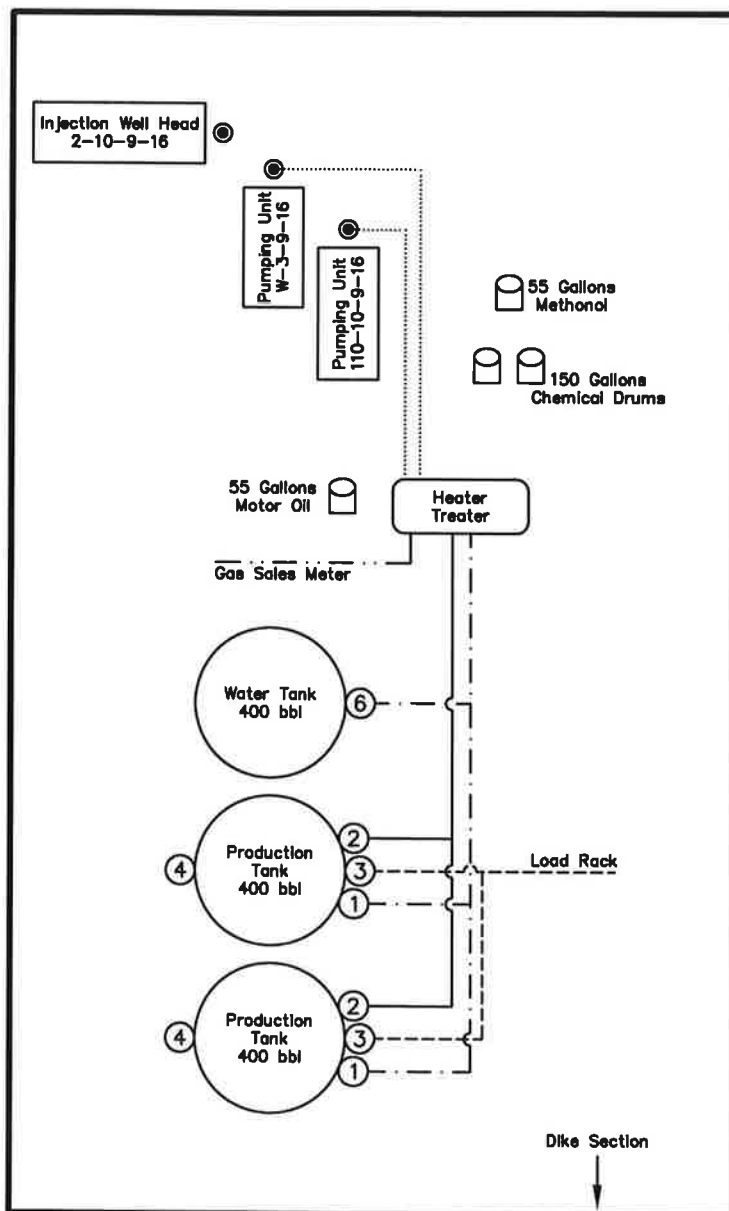 Injection Well Head
2-10-9-16
Pumping Unit
W-3-9-16
Pumping Unit
110-10-9-16
55 Gallons
Methonol
150 Gallons
Chemical Drums
55 Gallons
Motor Oil
Heater
Treater
Gas Sales Meter
Water Tank
400 bbl
6
2
Production
Tank
400 bbl
4
3
1
Load Rack
2
Production
Tank
400 bbl
4
3
1
Dike Section